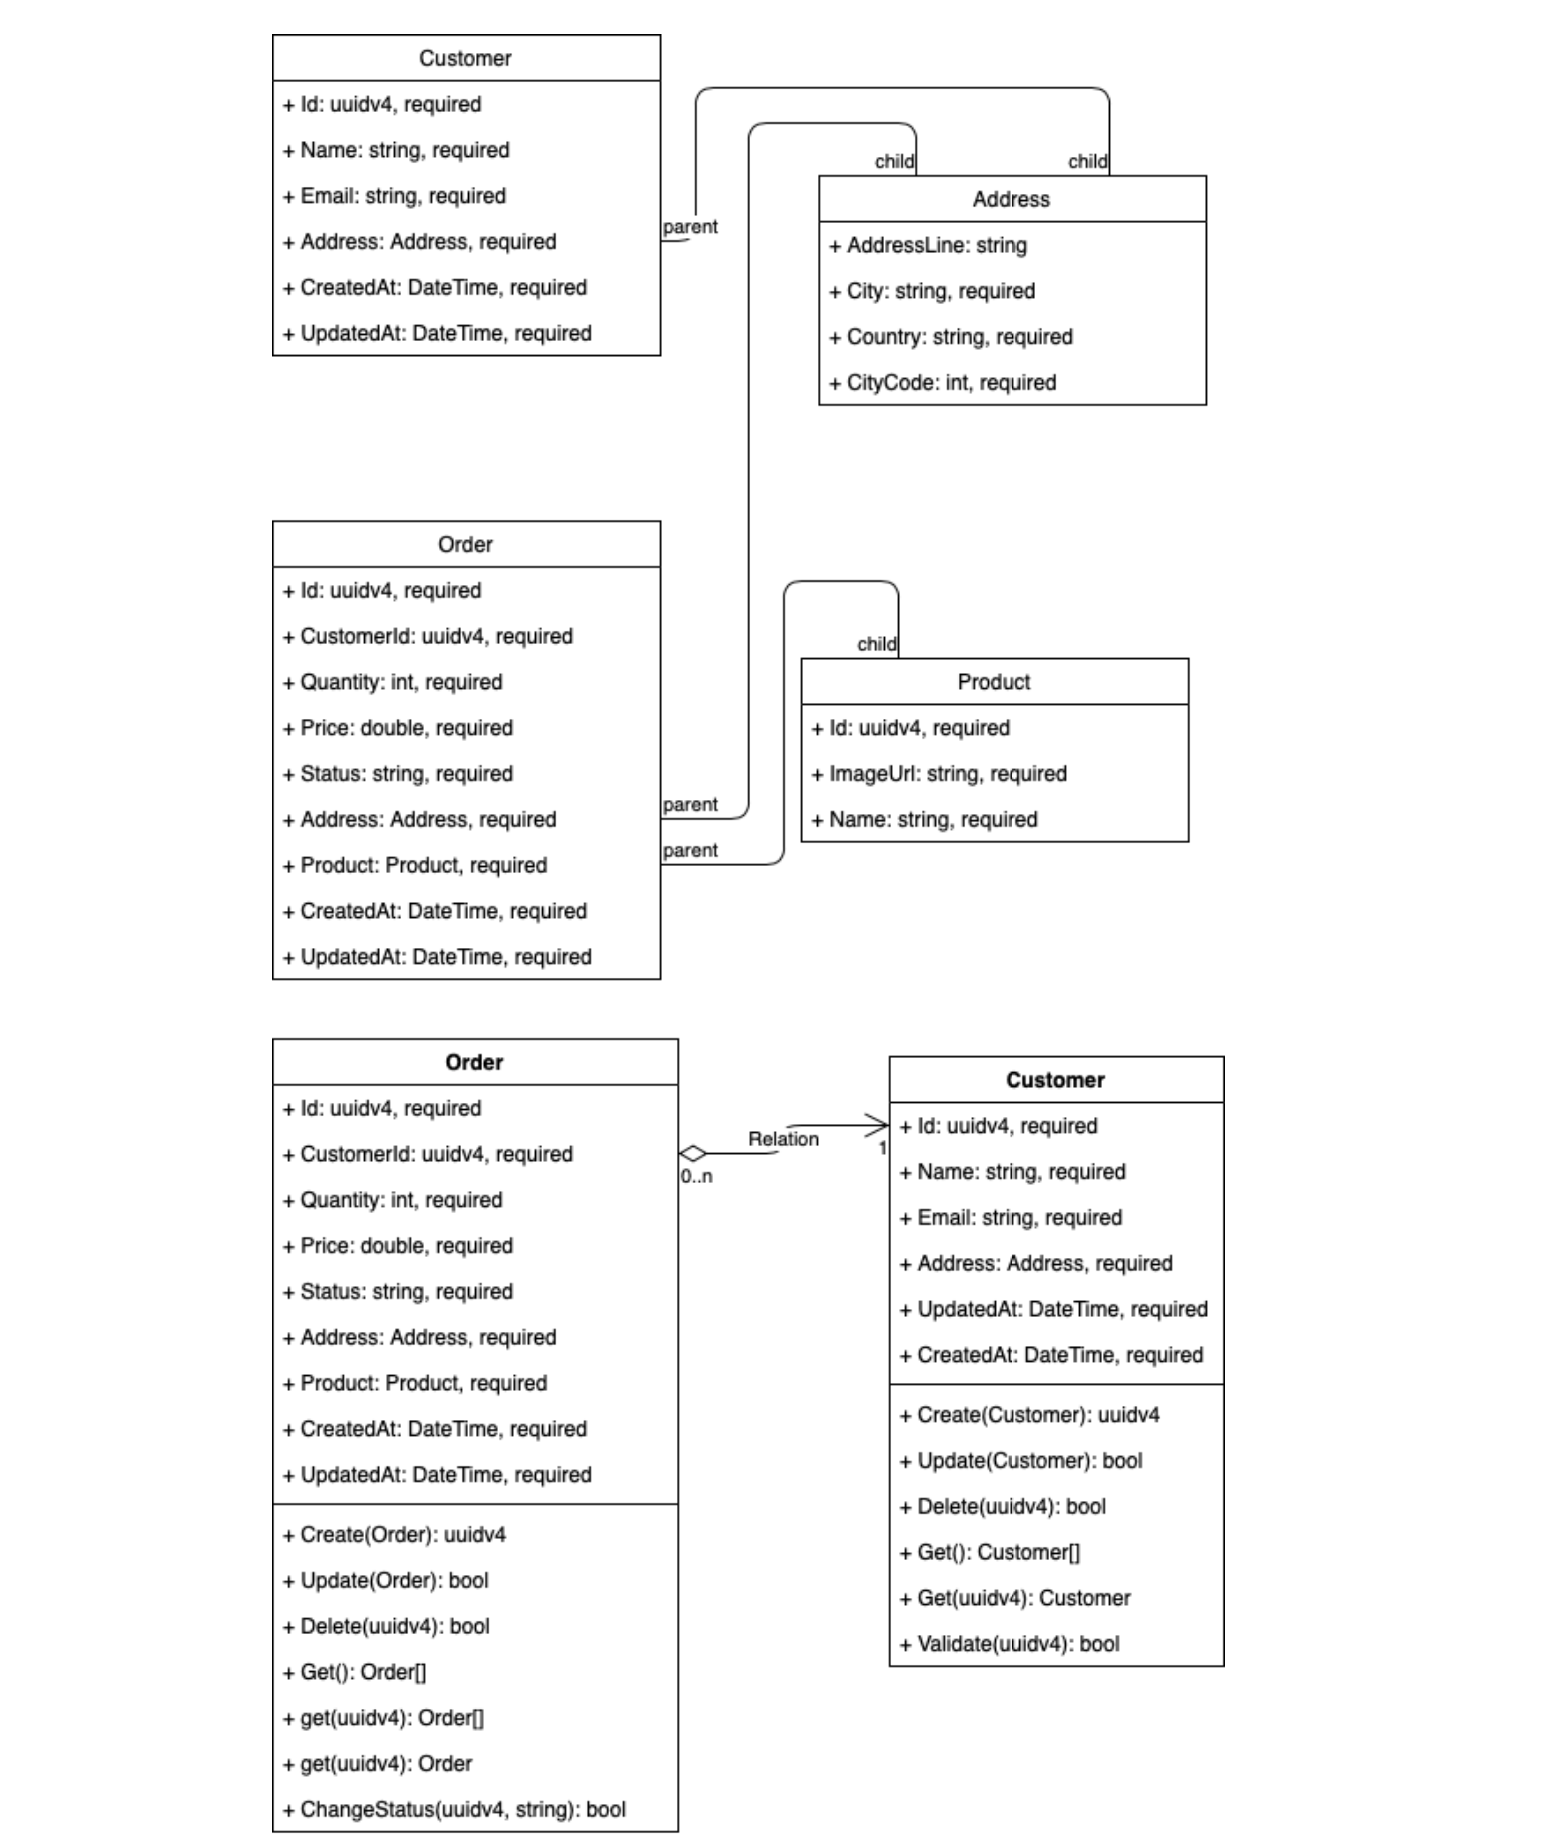 Customer
+ Id: uuidv4, required
+ Name: string, required
+ Email: string, required
+ Address: Address, required
+ CreatedAt: DateTime, required
+ UpdatedAt: DateTime, required
parent
child
child
Address
+ AddressLine: string
+ City: string, required
+ Country: string, required
+ CityCode: int, required
Order
+ Id: uuidv4, required
+ CustomerId: uuidv4, required
+ Quantity: int, required
+ Price: double, required
+ Status: string, required
+ Address: Address, required
+ Product: Product, required
+ CreatedAt: DateTime, required
+ UpdatedAt: DateTime, required
parent
parent
child
Product
+ Id: uuidv4, required
+ ImageUrl: string, required
+ Name: string, required
Order
+ Id: uuidv4, required
+ CustomerId: uuidv4, required
+ Quantity: int, required
+ Price: double, required
+ Status: string, required
+ Address: Address, required
+ Product: Product, required
+ CreatedAt: DateTime, required
+ UpdatedAt: DateTime, required
+ Create(Order): uuidv4
+ Update(Order): bool
+ Delete(uuidv4): bool
+ Get(): Order[]
+ get(uuidv4): Order[]
+ get(uuidv4): Order
+ ChangeStatus(uuidv4, string): bool
Relation
0..n
1
Customer
+ Id: uuidv4, required
+ Name: string, required
+ Email: string, required
+ Address: Address, required
+ UpdatedAt: DateTime, required
+ CreatedAt: DateTime, required
+ Create(Customer): uuidv4
+ Update(Customer): bool
+ Delete(uuidv4): bool
+ Get(): Customer[]
+ Get(uuidv4): Customer
+ Validate(uuidv4): bool